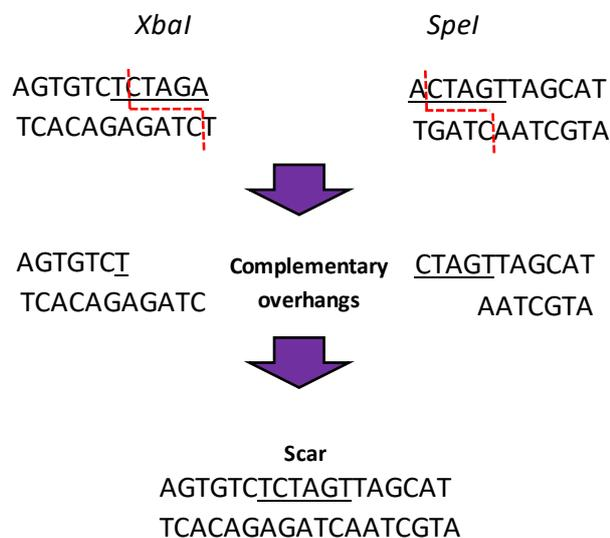 XbaI SpeI
AGTGTCTCTAGA ACTAGTTAGCAT
TCACAGAGATCT TGATCAATCGTA
AGTGTCT Complementary CTAGTTAGCAT
TCACAGAGATC overhangs AATCGTA
Scar
AGTGTCTCTAGTTAGCAT
TCACAGAGATCAATCGTA